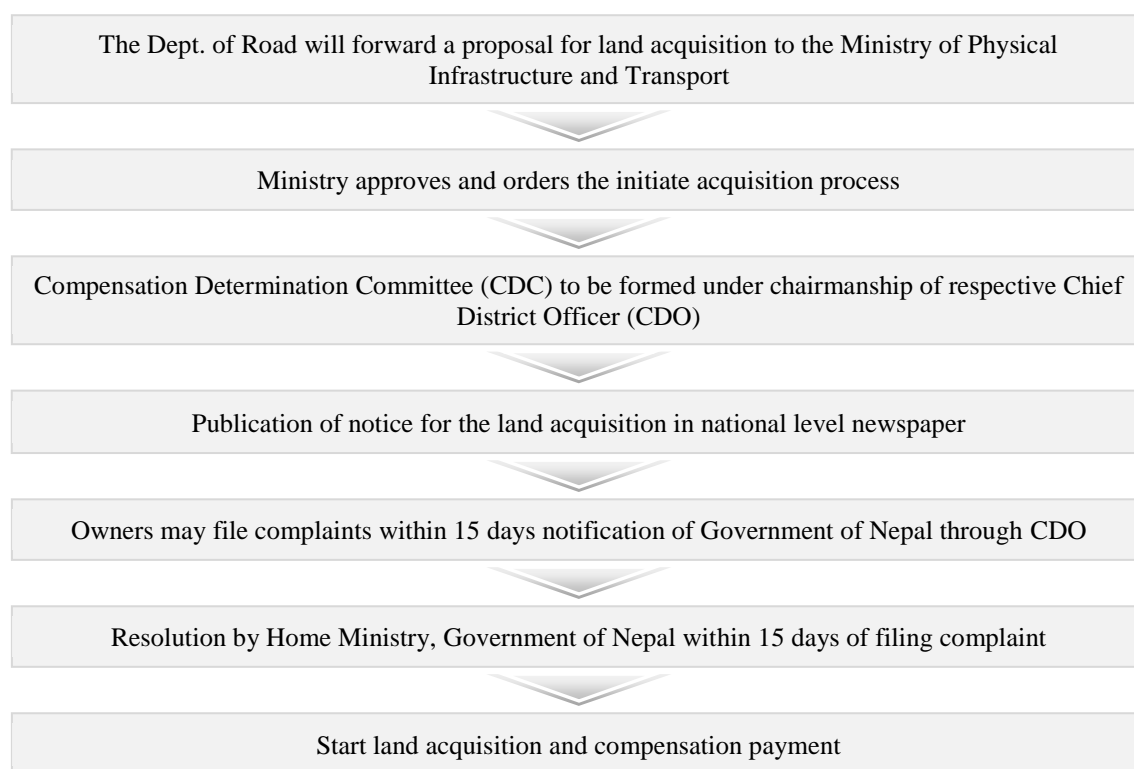 The Dept. of Road will forward a proposal for land acquisition to the Ministry of Physical
Infrastructure and Transport
Ministry approves and orders the initiate acquisition process
Compensation Determination Committee (CDC) to be formed under chairmanship of respective Chief
District Officer (CDO)
Publication of notice for the land acquisition in national level newspaper
Owners may file complaints within 15 days notification of Government of Nepal through CDO
Resolution by Home Ministry, Government of Nepal within 15 days of filing complaint
Start land acquisition and compensation payment